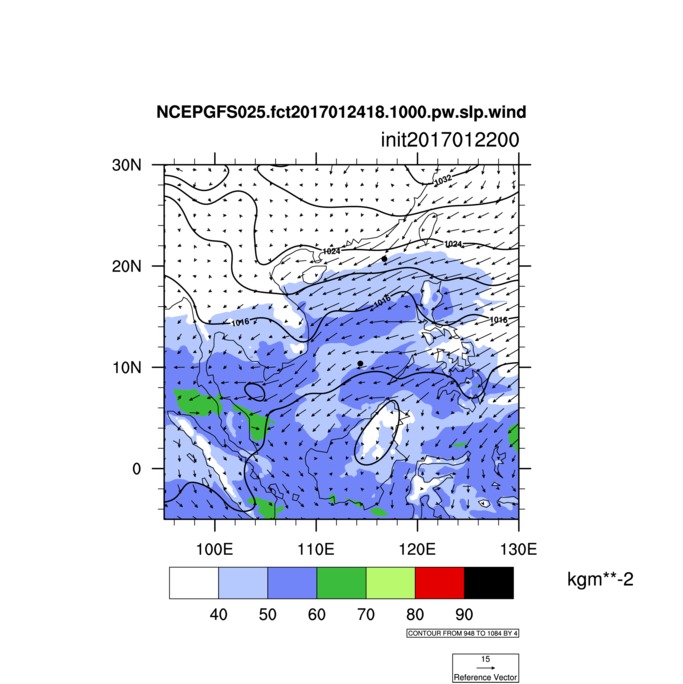 NCEPGFS025.fct2017012418.1000.pw.slp.wind
init2017012200
30N
1032
1024
1024
20N
1016
1016
1016
10N
0
100E
110E
120E
130E
kgm**-2
40
50
60
70
80
90
CONTOUR FROM 948 TO 1084 BY 4
15
Reference Vector